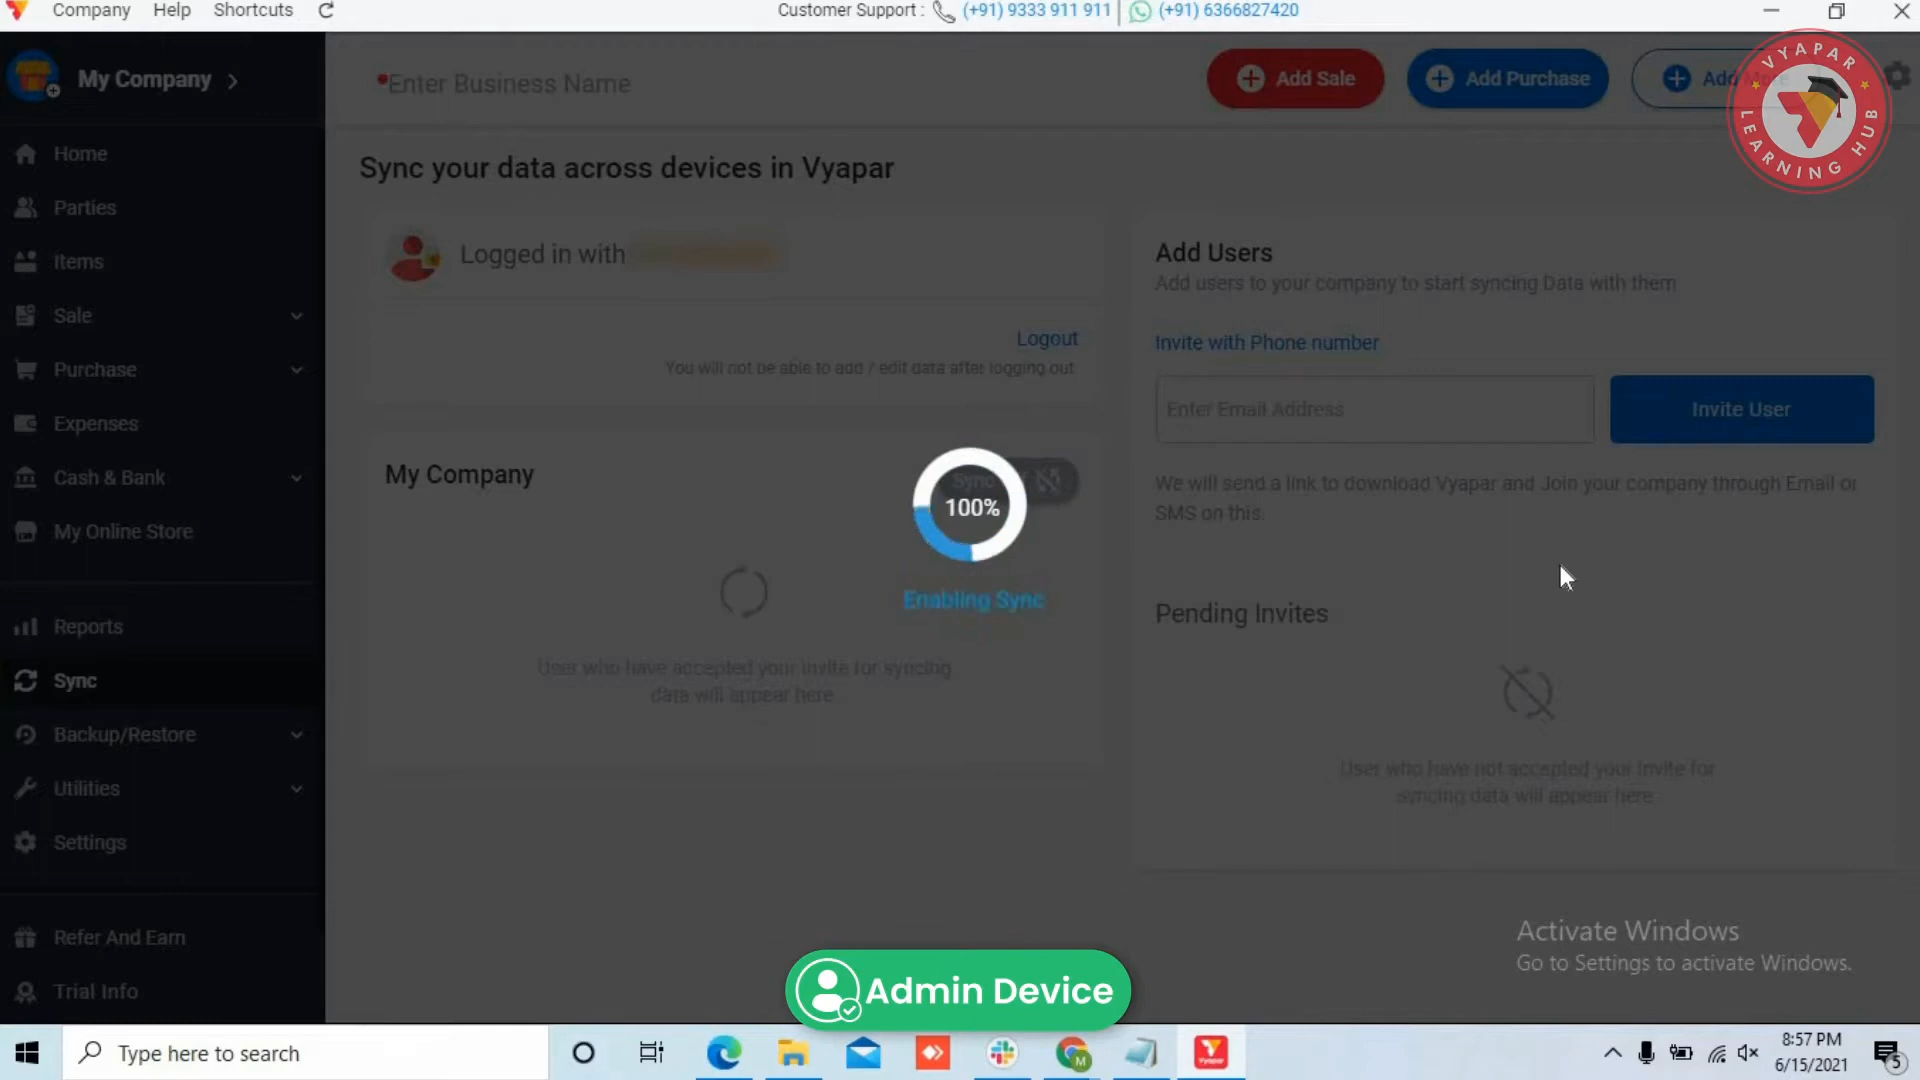 Company Help Shortcuts
Customer Support : (+91) 9333 911 911 (+91) 6366827420
My Company
Enter Business Name
Add Sale
Add Purchase
VYAPAR
LEARNING HUB
Home
Parties
Items
Sale
Purchase
Expenses
Cash & Bank
My Online Store
Reports
Sync
Backup/Restore
Utilities
Settings
Refer And Earn
Trial Info
Sync your data across devices in Vyapar
Logged in with
Logout
You will not be able to add / edit data after logging out
My Company
Sync
100%
Enabling Sync
User who have accepted your invite for syncing
data will appear here
Add Users
Add users to your company to start syncing Data with them
Invite with Phone number
Enter Email Address
Invite User
We will send a link to download Vyapar and Join your company through Email or
SMS on this.
Pending Invites
User who have not accepted your invite for
syncing data will appear here
Activate Windows
Go to Settings to activate Windows.
Admin Device
Type here to search
M
Vyapar
8:57 PM
6/15/2021
5